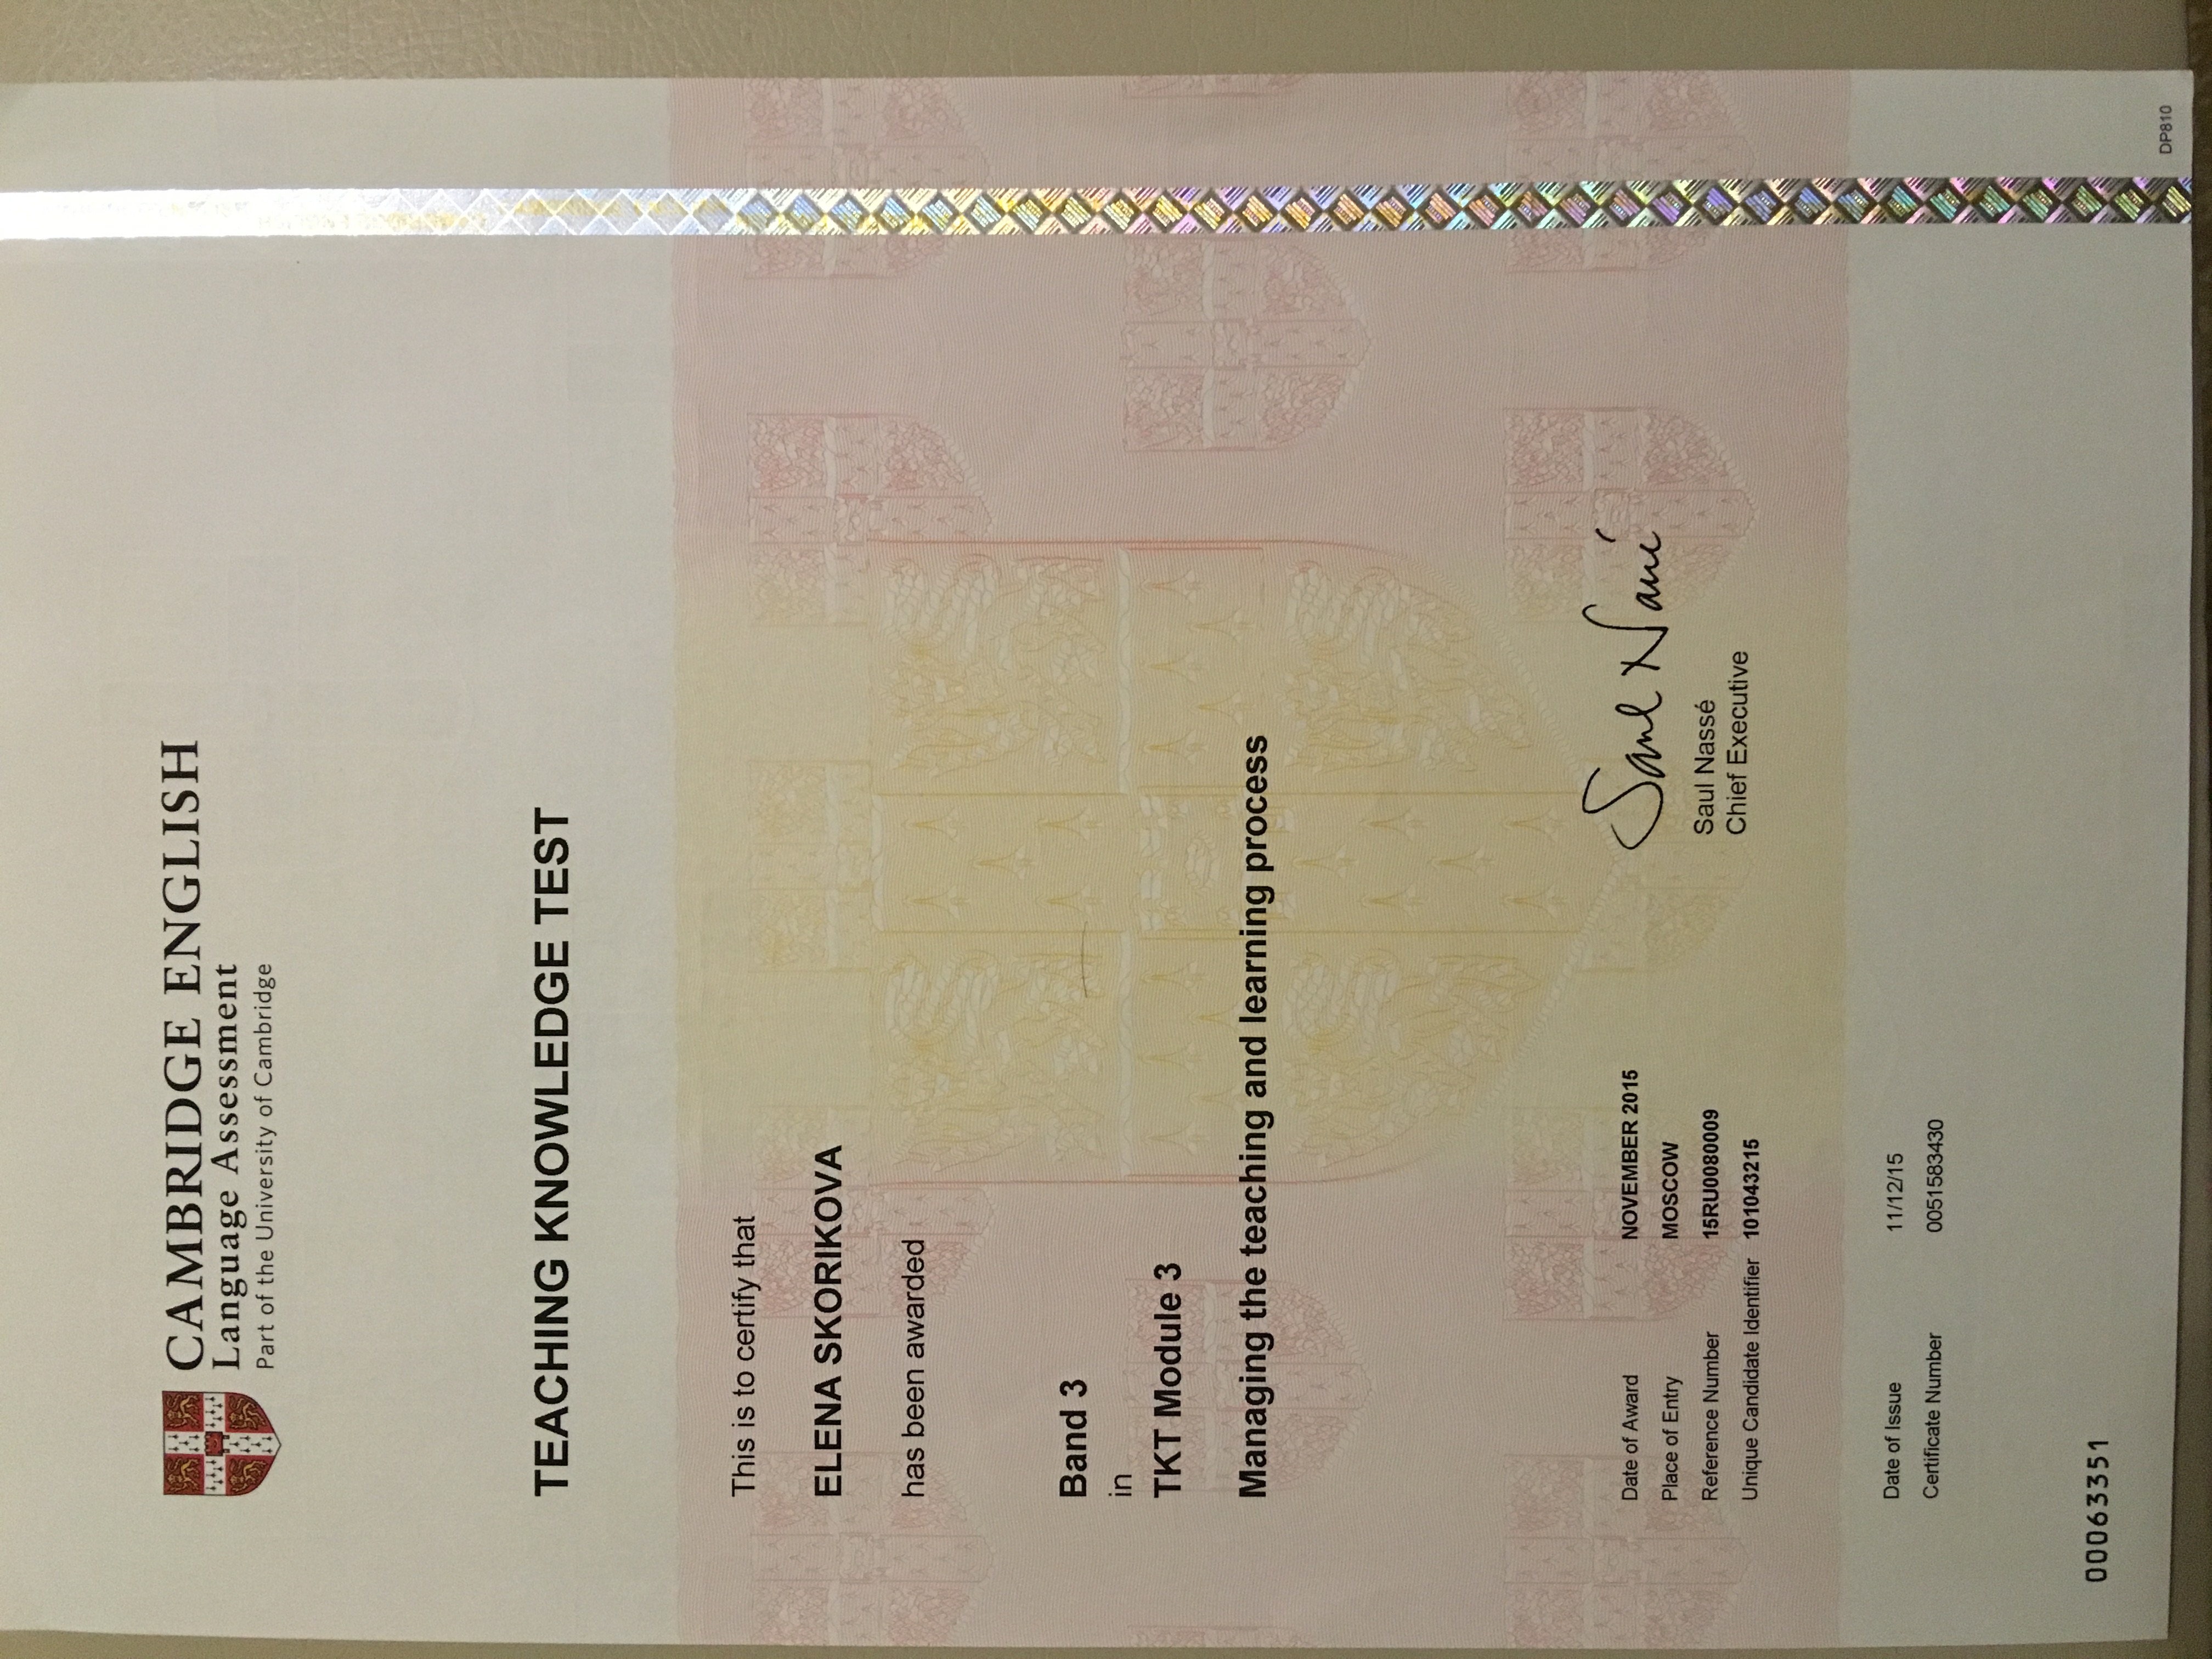 CAMBRIDGE ENGLISH
Language Assessment
Part of the University of Cambridge
TEACHING KNOWLEDGE TEST
This is to certify that
ELENA SKORIKOVA
has been awarded
Band 3
in
TKT Module 3
Managing the teaching and learning process
Saul Nassé
Saul Nassé
Chief Executive
Date of Award NOVEMBER 2015
Place of Entry MOSCOW
Reference Number 15RU0080009
Unique Candidate Identifier 101043215
Date of Issue 11/12/15
Certificate Number 0051583430
00063351
DP810